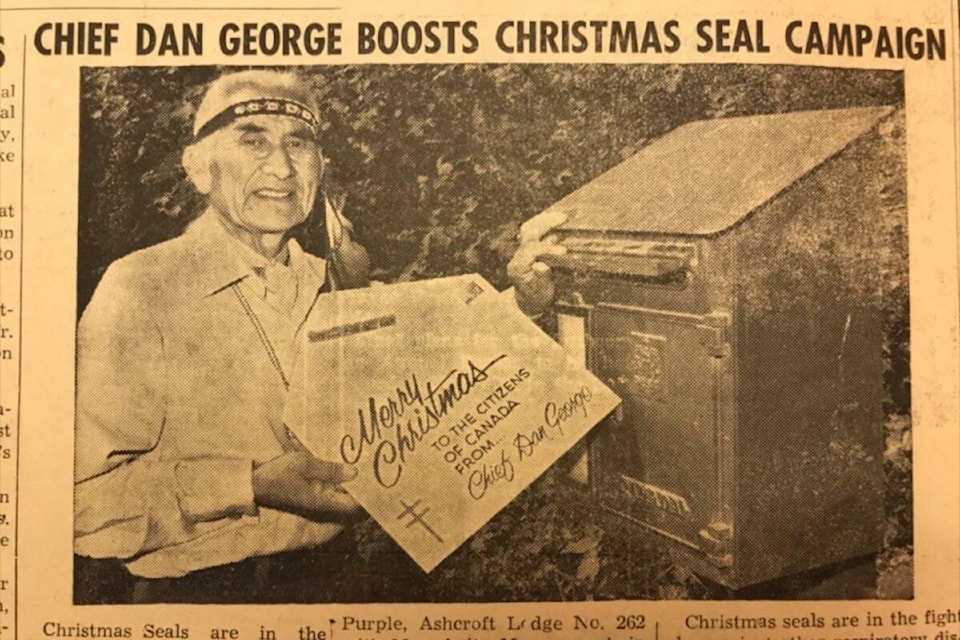 CHIEF DAN GEORGE BOOSTS CHRISTMAS SEAL CAMPAIGN
Merry
Christmas
TO THE CITIZENS
OF CANADA
FROM...
Chief Dan George
Christmas Seals are in the
Purple, Ashcroft Lodge No. 262
Christmas seals are in the fight